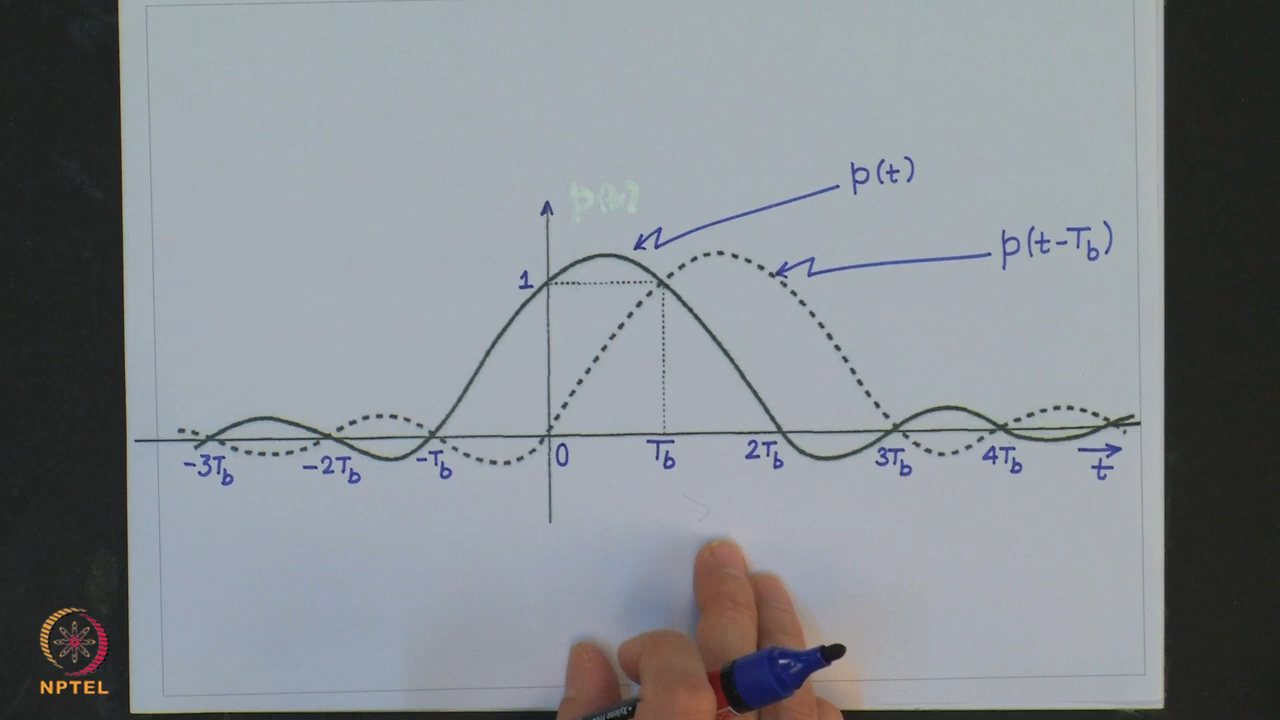 p(t)
p(t)
p(t-T_b)
1
-3T_b -2T_b -T_b 0 T_b 2T_b 3T_b 4T_b t
NPTEL